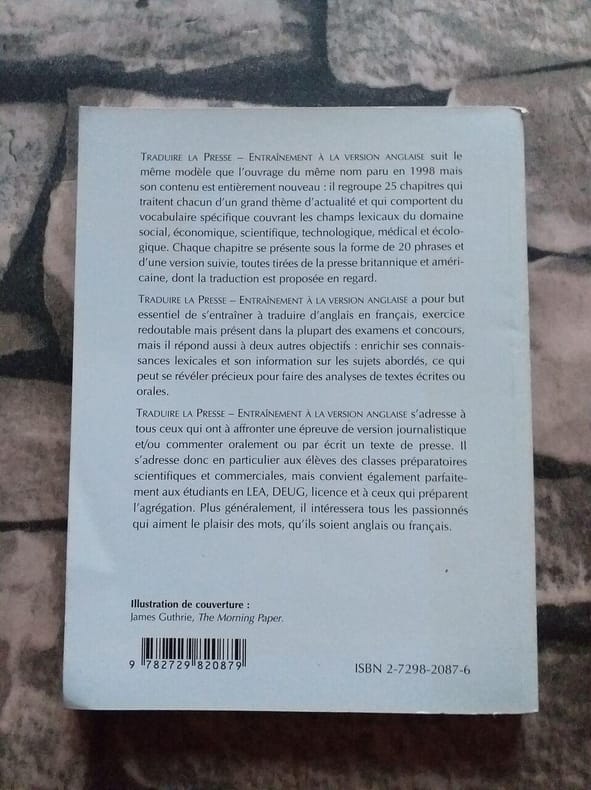 TRADUIRE LA PRESSE – ENTRAÎNEMENT À LA VERSION ANGLAISE suit le
même modèle que l'ouvrage du même nom paru en 1998 mais
son contenu est entièrement nouveau : il regroupe 25 chapitres qui
traitent chacun d'un grand thème d'actualité et qui comportent du
vocabulaire spécifique couvrant les champs lexicaux du domaine
social, économique, scientifique, technologique, médical et écolo-
gique. Chaque chapitre se présente sous la forme de 20 phrases et
d'une version suivie, toutes tirées de la presse britannique et améri-
caine, dont la traduction est proposée en regard.
TRADUIRE LA PRESSE – ENTRAÎNEMENT À LA VERSION ANGLAISE a pour but
essentiel de s'entraîner à traduire d'anglais en français, exercice
redoutable mais présent dans la plupart des examens et concours,
mais il répond aussi à deux autres objectifs : enrichir ses connais-
sances lexicales et son information sur les sujets abordés, ce qui
peut se révéler précieux pour faire des analyses de textes écrites ou
orales.
TRADUIRE LA PRESSE – ENTRAÎNEMENT À LA VERSION ANGLAISE s'adresse à
tous ceux qui ont à affronter une épreuve de version journalistique
et/ou commenter oralement ou par écrit un texte de presse. Il
s'adresse donc en particulier aux élèves des classes préparatoires
scientifiques et commerciales, mais convient également parfaite-
ment aux étudiants en LEA, DEUG, licence et à ceux qui préparent
l'agrégation. Plus généralement, il intéressera tous les passionnés
qui aiment le plaisir des mots, qu'ils soient anglais ou français.
Illustration de couverture :
James Guthrie, The Morning Paper.
9 782729 820879
ISBN 2-7298-2087-6